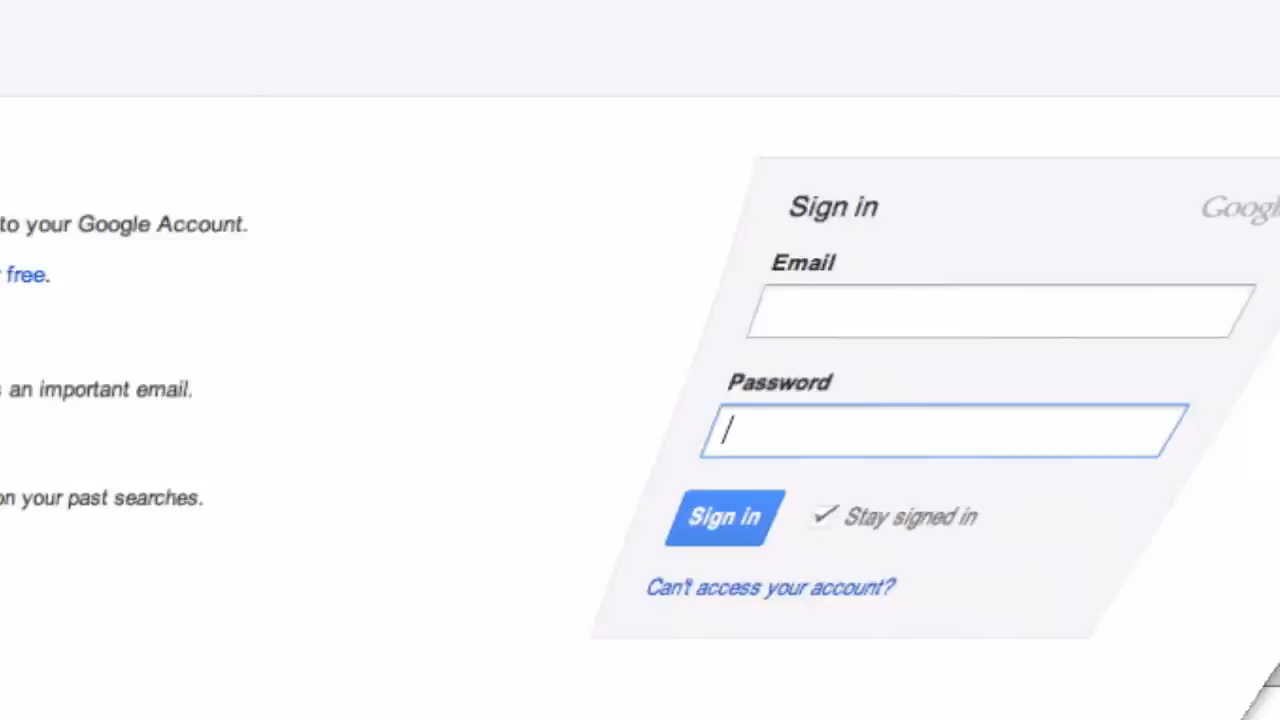 to your Google Account.
free.
an important email.
on your past searches.
Sign in
Email
Password
Sign in
Stay signed in
Can't access your account?